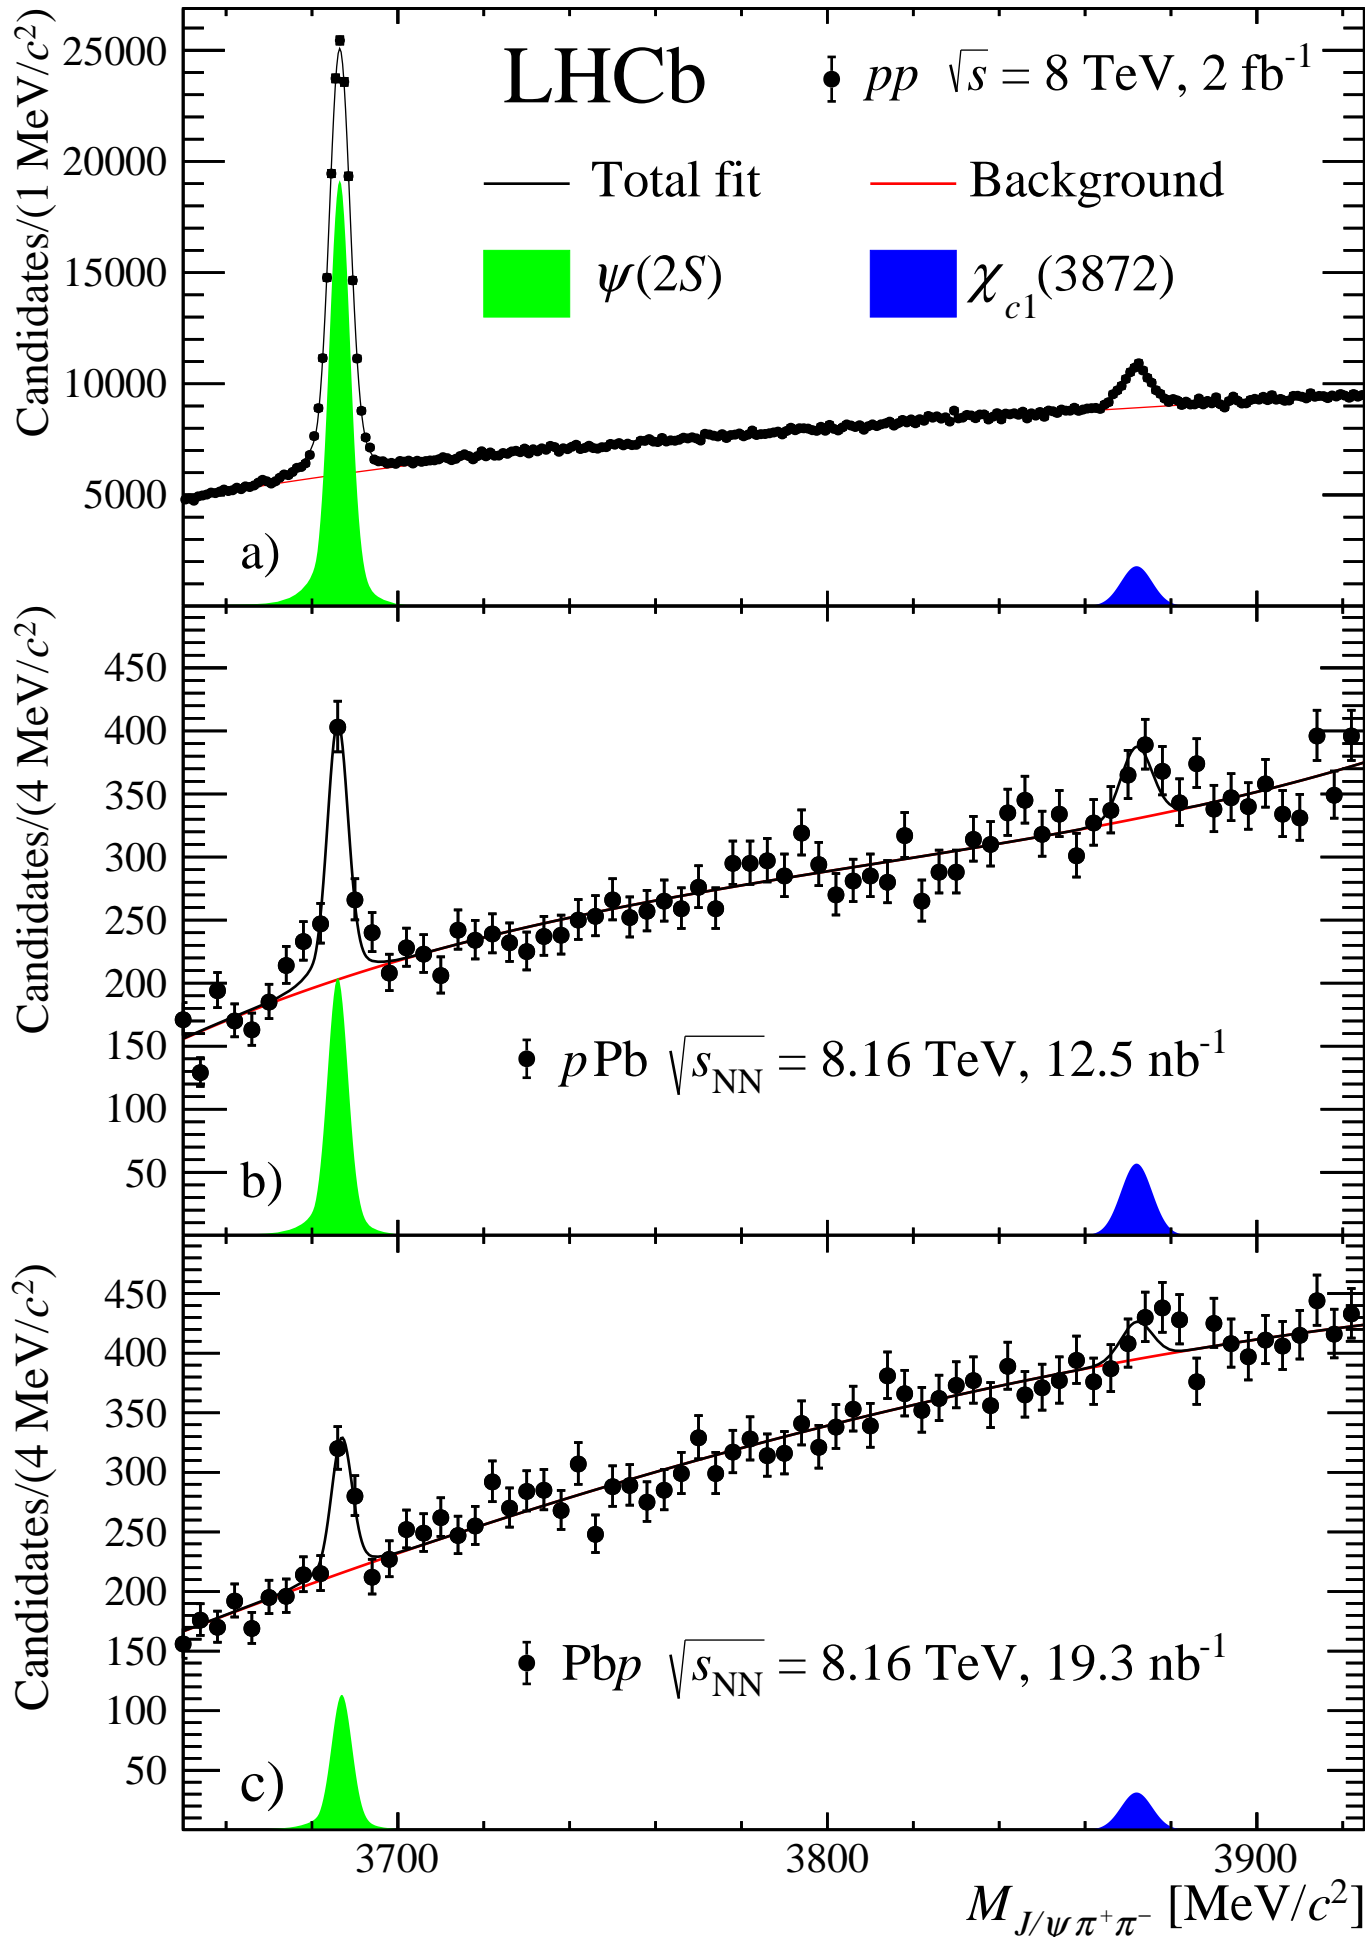 Candidates/(1 MeV/c²)
25000
20000
15000
10000
5000
LHCb
pp √s = 8 TeV, 2 fb⁻¹
Total fit
Background
ψ(2S)
χc1(3872)
a)
Candidates/(4 MeV/c²)
450
400
350
300
250
200
150
100
50
pPb √sNN = 8.16 TeV, 12.5 nb⁻¹
b)
Candidates/(4 MeV/c²)
450
400
350
300
250
200
150
100
50
Pbp √sNN = 8.16 TeV, 19.3 nb⁻¹
c)
3700 3800 3900
M J/ψπ⁺π⁻ [MeV/c²]